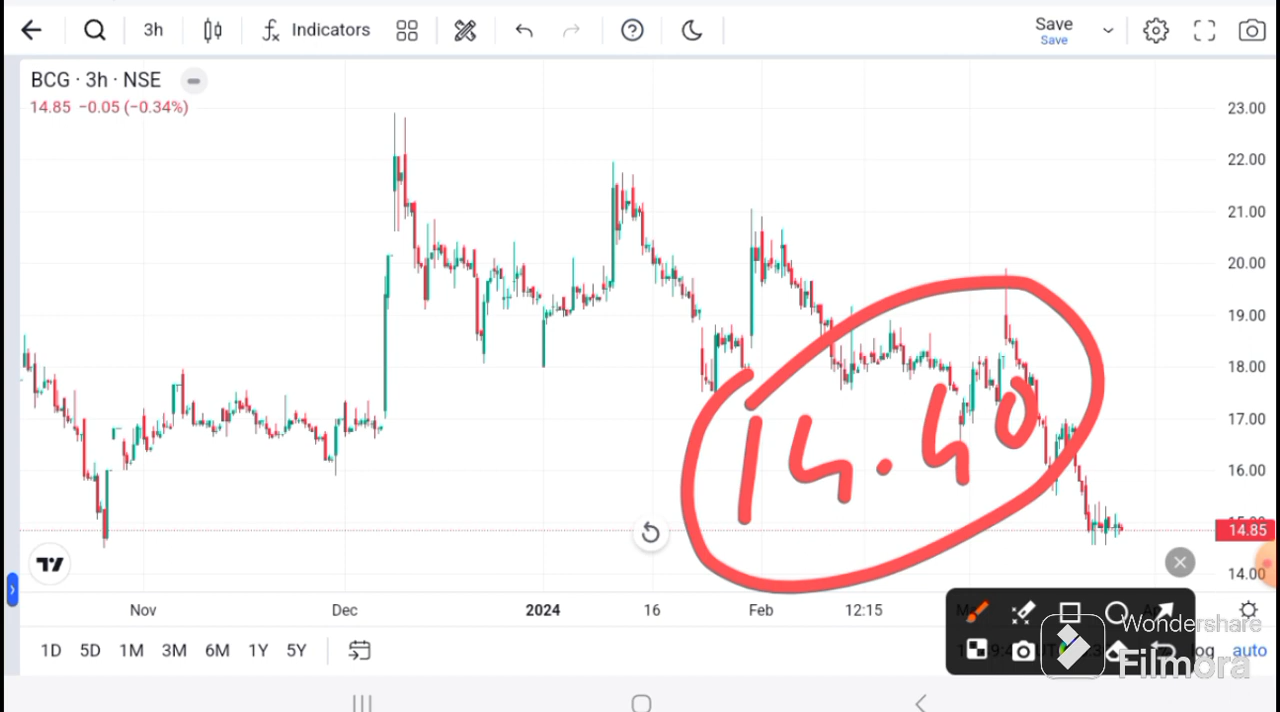 3h
Indicators
Save
Save
BCG · 3h · NSE
14.85 −0.05 (−0.34%)
23.00
22.00
21.00
20.00
19.00
18.00
17.00
16.00
14.85
14.00
14.40
Nov Dec 2024 16 Feb 12:15
1D 5D 1M 3M 6M 1Y 5Y
log auto
Wondershare
Filmora